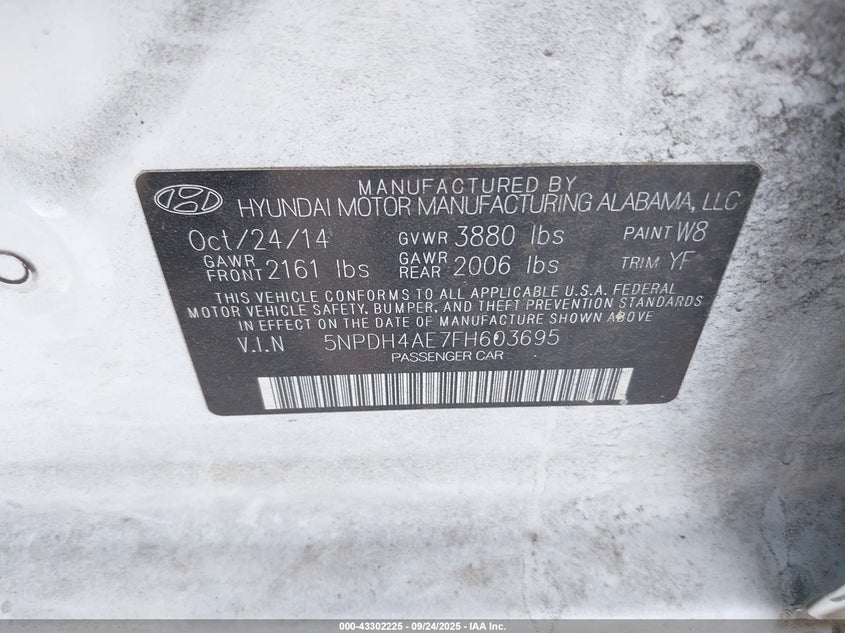 MANUFACTURED BY
HYUNDAI MOTOR MANUFACTURING ALABAMA, LLC
Oct/24/14 GVWR 3880 lbs PAINT W8
GAWR FRONT 2161 lbs GAWR REAR 2006 lbs TRIM YF
THIS VEHICLE CONFORMS TO ALL APPLICABLE U.S.A. FEDERAL
MOTOR VEHICLE SAFETY, BUMPER, AND THEFT PREVENTION STANDARDS
IN EFFECT ON THE DATE OF MANUFACTURE SHOWN ABOVE
V.I.N 5NPDH4AE7FH603695
PASSENGER CAR
000-43302225 - 09/24/2025 - IAA Inc.